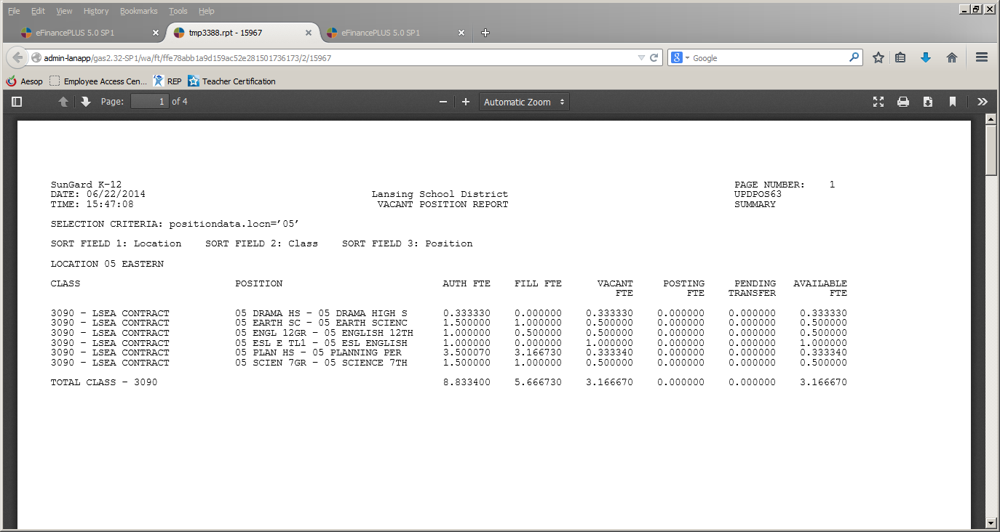 File Edit View History Bookmarks Tools Help
eFinancePLUS 5.0 SP1 tmp3388.rpt - 15967 eFinancePLUS 5.0 SP1
admin-lanapp/gas2.32-SP1/wa/ft/ffe78abb1a9d159ac52e281501736173/2/15967 Google
Aesop Employee Access Cen... REP Teacher Certification
Page: 1 of 4 Automatic Zoom
SunGard K-12 PAGE NUMBER: 1
DATE: 06/22/2014 Lansing School District UPDPOS63
TIME: 15:47:08 VACANT POSITION REPORT SUMMARY
SELECTION CRITERIA: positiondata.locn='05'
SORT FIELD 1: Location SORT FIELD 2: Class SORT FIELD 3: Position
LOCATION 05 EASTERN
CLASS POSITION AUTH FTE FILL FTE VACANT POSTING PENDING AVAILABLE
FTE FTE TRANSFER FTE
3090 - LSEA CONTRACT 05 DRAMA HS - 05 DRAMA HIGH S 0.333330 0.000000 0.333330 0.000000 0.000000 0.333330
3090 - LSEA CONTRACT 05 EARTH SC - 05 EARTH SCIENC 1.500000 1.000000 0.500000 0.000000 0.000000 0.500000
3090 - LSEA CONTRACT 05 ENGL 12GR - 05 ENGLISH 12TH 1.000000 0.500000 0.500000 0.000000 0.000000 0.500000
3090 - LSEA CONTRACT 05 ESL E TL1 - 05 ESL ENGLISH 1.000000 0.000000 1.000000 0.000000 0.000000 1.000000
3090 - LSEA CONTRACT 05 PLAN HS - 05 PLANNING PER 3.500070 3.166730 0.333340 0.000000 0.000000 0.333340
3090 - LSEA CONTRACT 05 SCIEN 7GR - 05 SCIENCE 7TH 1.500000 1.000000 0.500000 0.000000 0.000000 0.500000
TOTAL CLASS - 3090 8.833400 5.666730 3.166670 0.000000 0.000000 3.166670